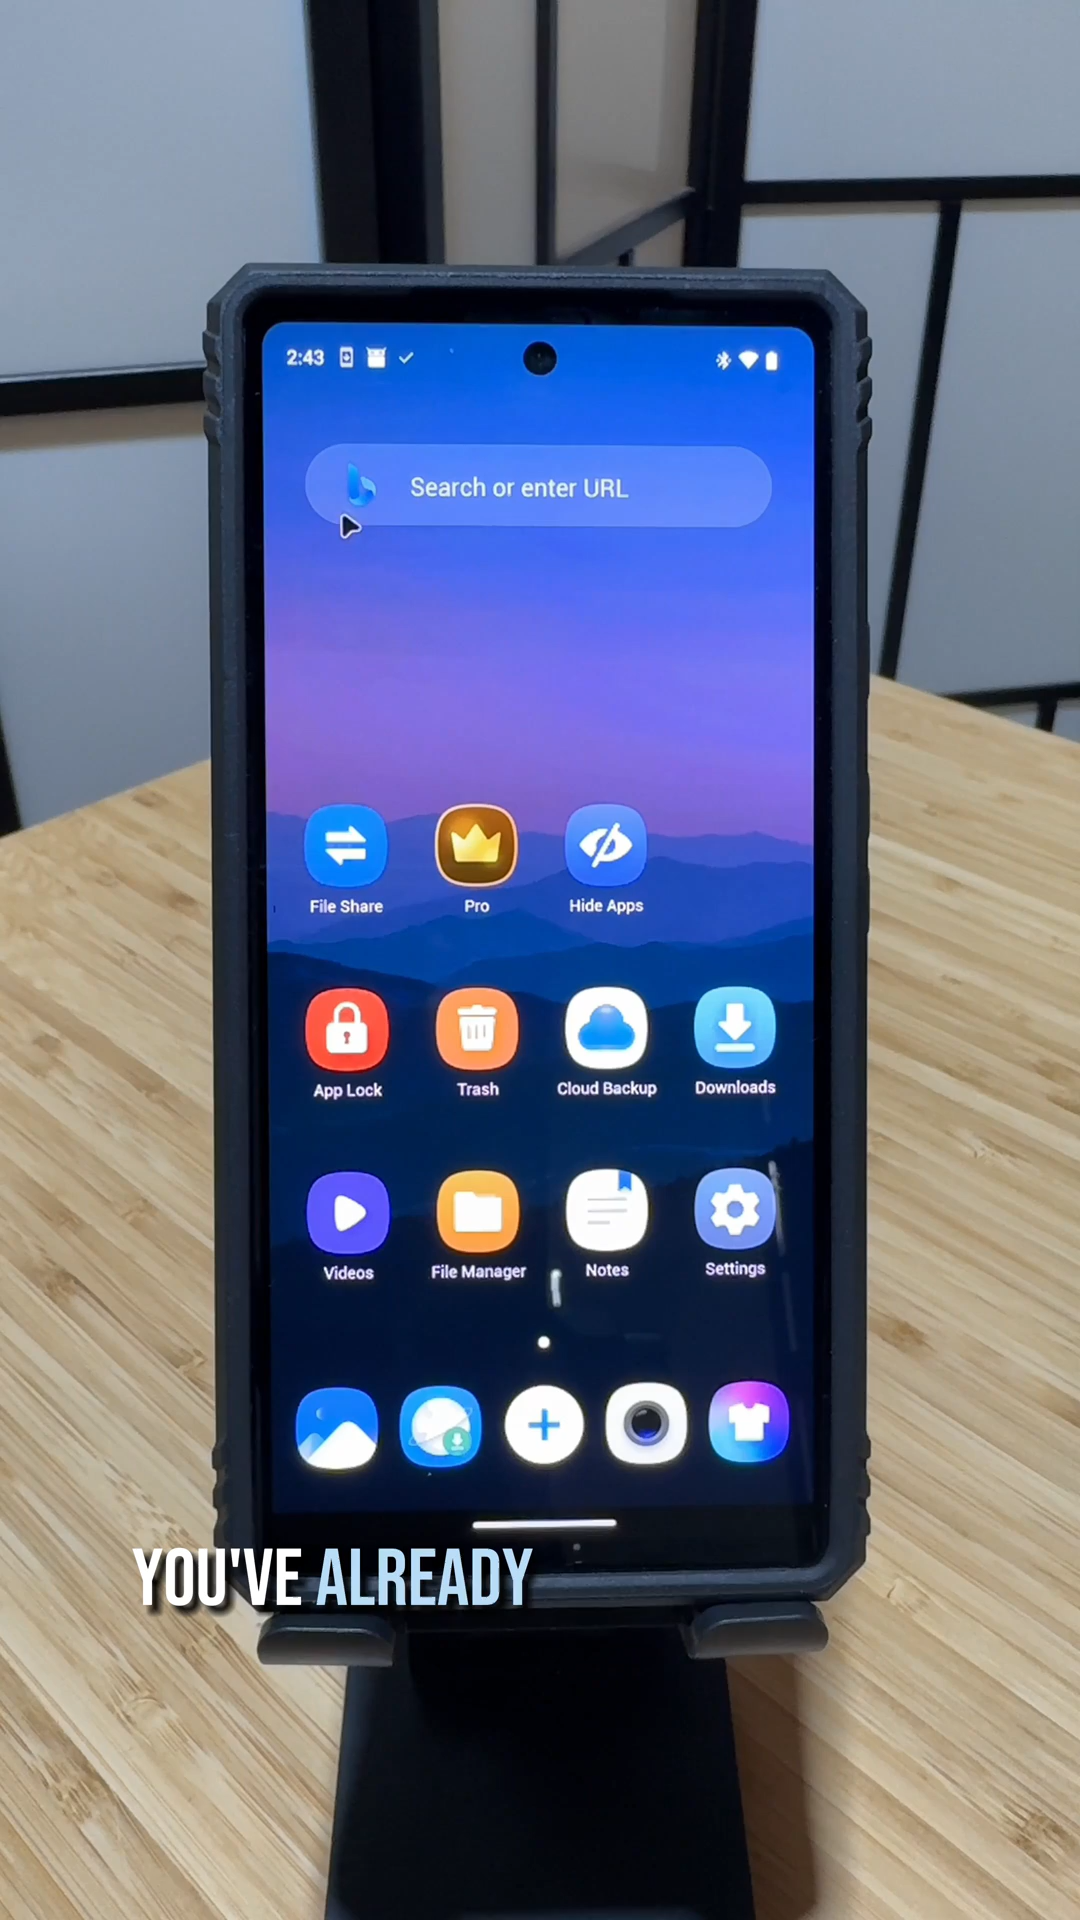 2:43
Search or enter URL
File Share Pro Hide Apps
App Lock Trash Cloud Backup Downloads
Videos File Manager Notes Settings
YOU'VE ALREADY